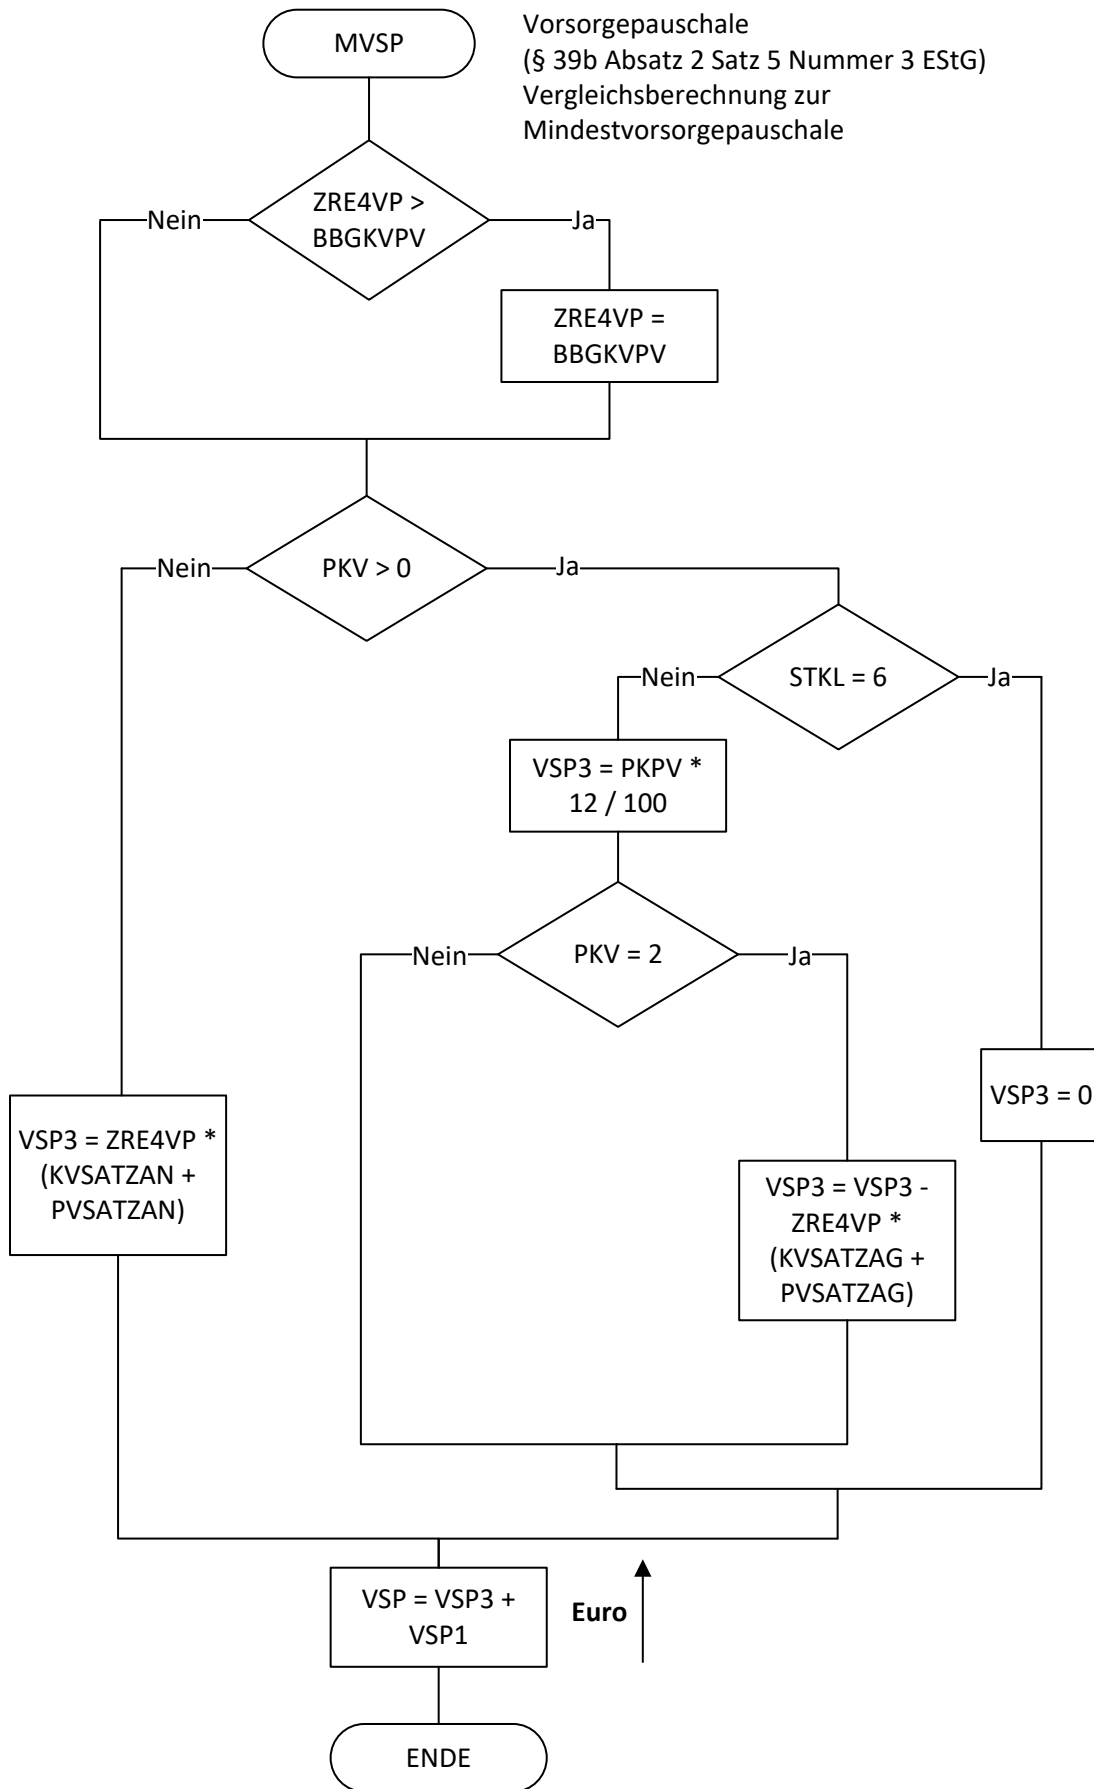 MVSP
Vorsorgepauschale
(§ 39b Absatz 2 Satz 5 Nummer 3 EStG)
Vergleichsberechnung zur
Mindestvorsorgepauschale
ZRE4VP >
BBGKVPV
Nein
Ja
ZRE4VP =
BBGKVPV
PKV > 0
Nein
Ja
STKL = 6
Nein
Ja
VSP3 = PKPV *
12 / 100
PKV = 2
Nein
Ja
VSP3 = 0
VSP3 = ZRE4VP *
(KVSATZAN +
PVSATZAN)
VSP3 = VSP3 -
ZRE4VP *
(KVSATZAG +
PVSATZAG)
VSP = VSP3 +
VSP1
Euro
ENDE